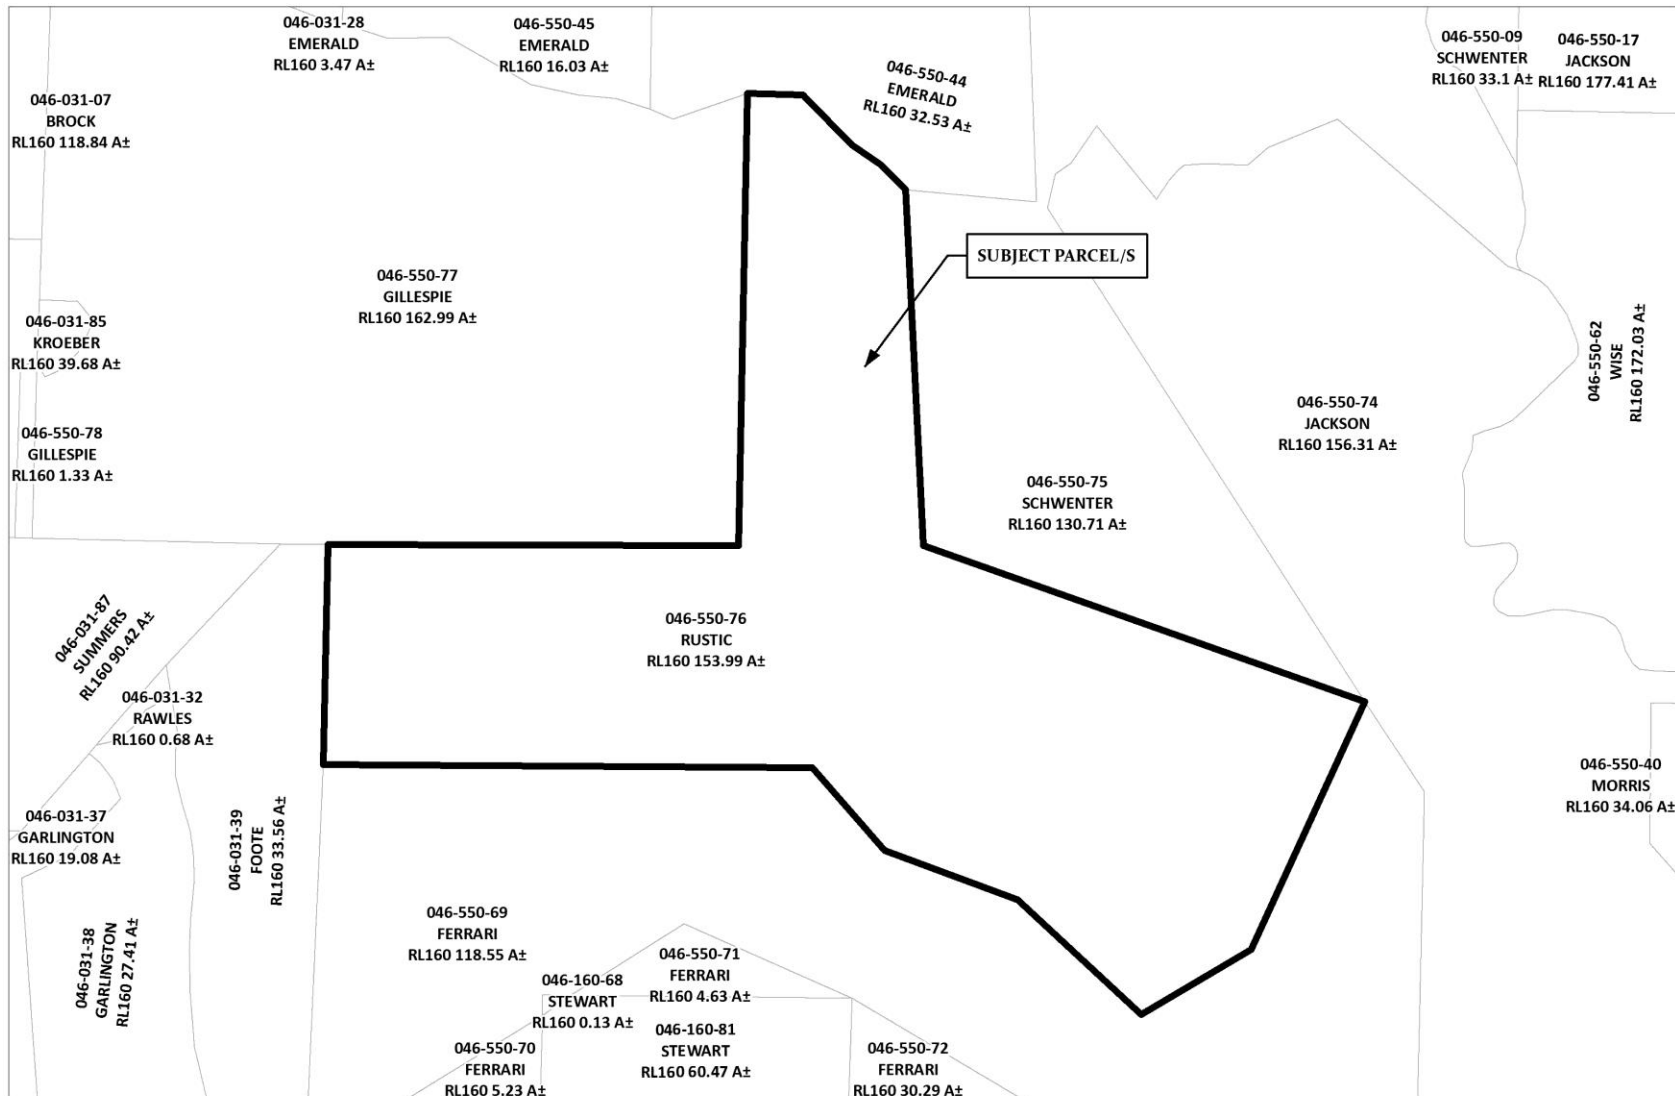 046-031-28
EMERALD
RL160 3.47 A±
046-550-45
EMERALD
RL160 16.03 A±
046-550-44
EMERALD
RL160 32.53 A±
046-550-09
SCHWENTER
RL160 33.1 A±
046-550-17
JACKSON
RL160 177.41 A±
046-031-07
BROCK
RL160 118.84 A±
SUBJECT PARCEL/S
046-550-77
GILLESPIE
RL160 162.99 A±
046-031-85
KROEBER
RL160 39.68 A±
046-550-62
WISE
RL160 172.03 A±
046-550-78
GILLESPIE
RL160 1.33 A±
046-550-74
JACKSON
RL160 156.31 A±
046-550-75
SCHWENTER
RL160 130.71 A±
046-031-87
SUMMERS
RL160 90.42 A±
046-550-76
RUSTIC
RL160 153.99 A±
046-031-32
RAWLES
RL160 0.68 A±
046-031-37
GARLINGTON
RL160 19.08 A±
046-031-39
FOOTE
RL160 33.56 A±
046-550-40
MORRIS
RL160 34.06 A±
046-031-38
GARLINGTON
RL160 27.41 A±
046-550-69
FERRARI
RL160 118.55 A±
046-160-68
STEWART
RL160 0.13 A±
046-550-71
FERRARI
RL160 4.63 A±
046-160-81
STEWART
RL160 60.47 A±
046-550-70
FERRARI
RL160 5.23 A±
046-550-72
FERRARI
RL160 30.29 A±